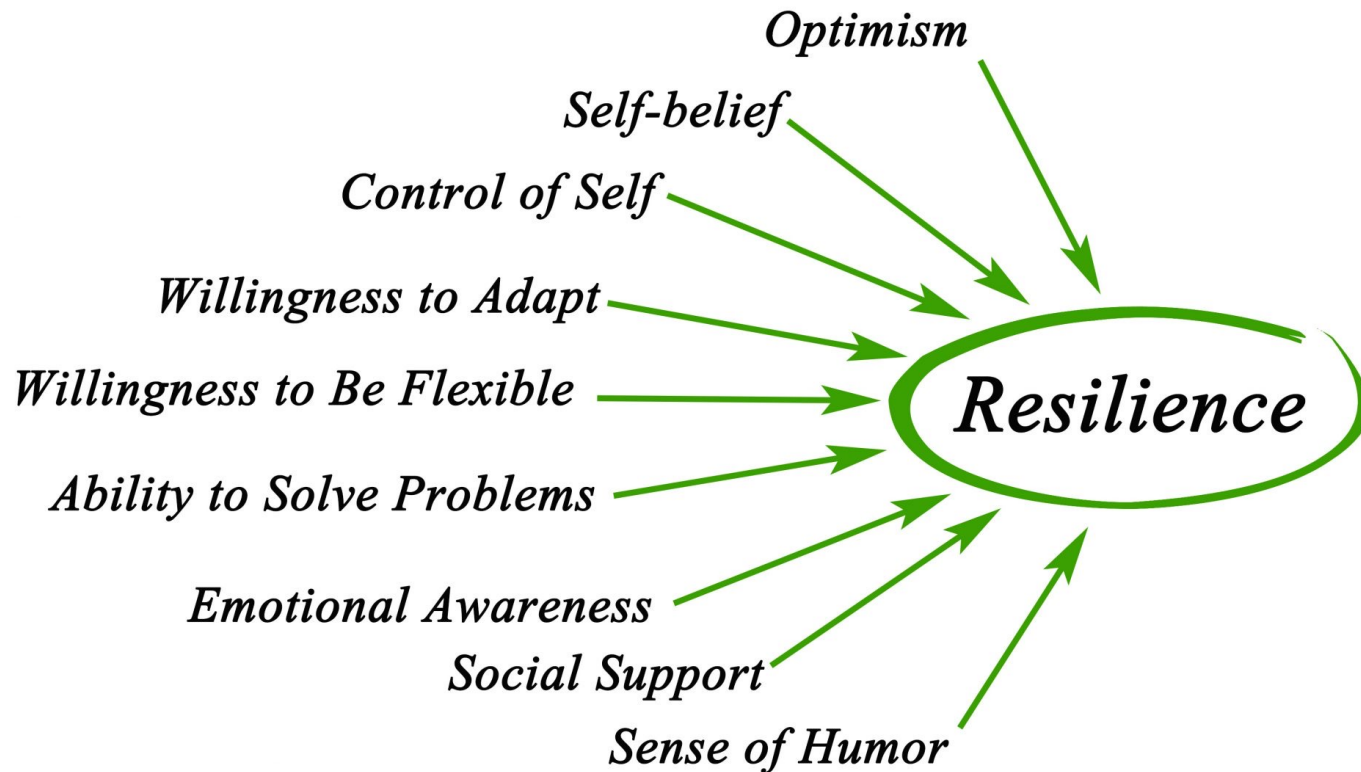 Optimism
Self-belief
Control of Self
Willingness to Adapt
Willingness to Be Flexible
Resilience
Ability to Solve Problems
Emotional Awareness
Social Support
Sense of Humor